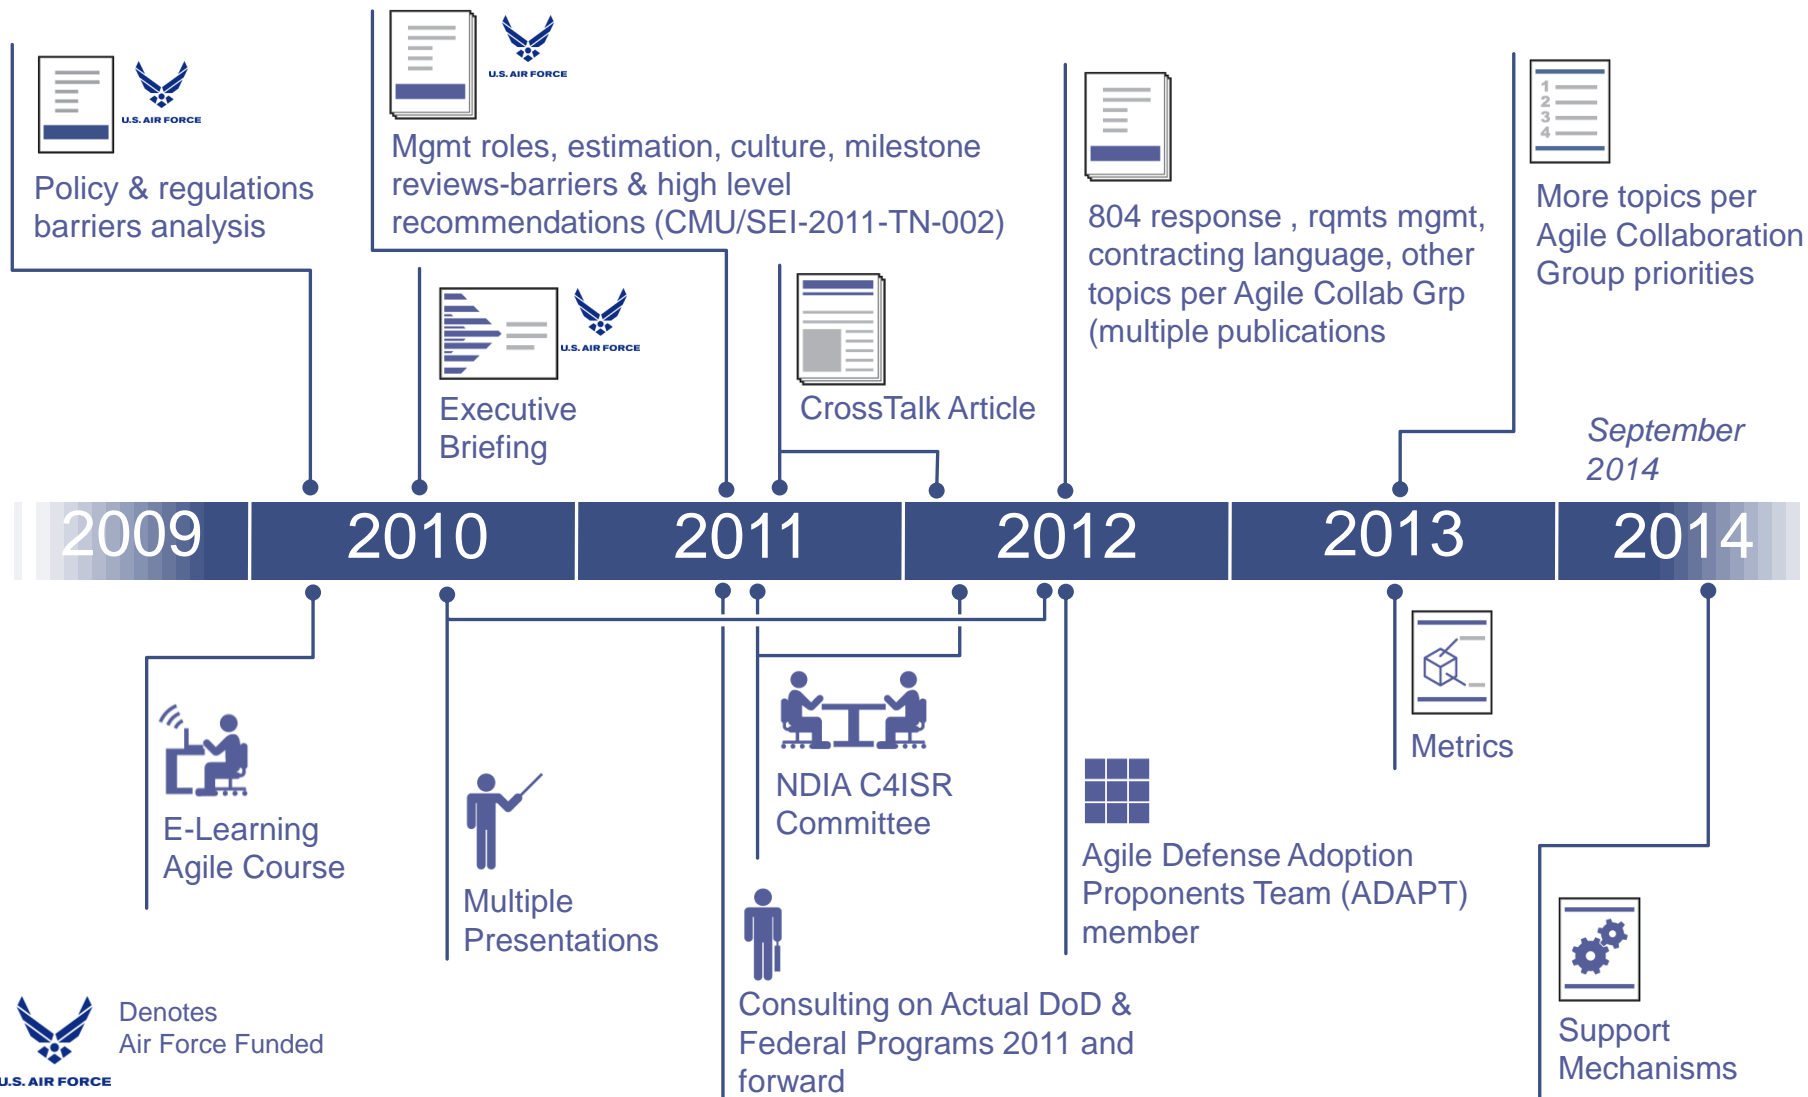 U.S. AIR FORCE
Policy & regulations
barriers analysis
U.S. AIR FORCE
Mgmt roles, estimation, culture, milestone
reviews-barriers & high level
recommendations (CMU/SEI-2011-TN-002)
U.S. AIR FORCE
Executive
Briefing
CrossTalk Article
804 response , rqmts mgmt,
contracting language, other
topics per Agile Collab Grp
(multiple publications
1
2
3
4
More topics per
Agile Collaboration
Group priorities
September
2014
2009
2010
2011
2012
2013
2014
E-Learning
Agile Course
Multiple
Presentations
NDIA C4ISR
Committee
Consulting on Actual DoD &
Federal Programs 2011 and
forward
Agile Defense Adoption
Proponents Team (ADAPT)
member
Metrics
Support
Mechanisms
U.S. AIR FORCE
Denotes
Air Force Funded